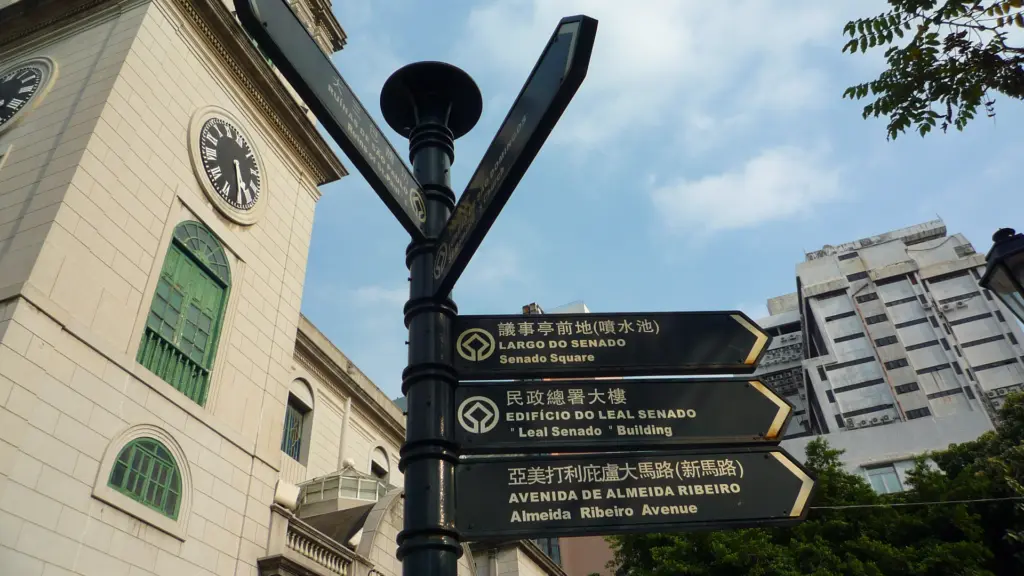 議事亭前地(噴水池)
LARGO DO SENADO
Senado Square
民政總署大樓
EDIFÍCIO DO LEAL SENADO
"Leal Senado" Building
亞美打利庇盧大馬路(新馬路)
AVENIDA DE ALMEIDA RIBEIRO
Almeida Ribeiro Avenue